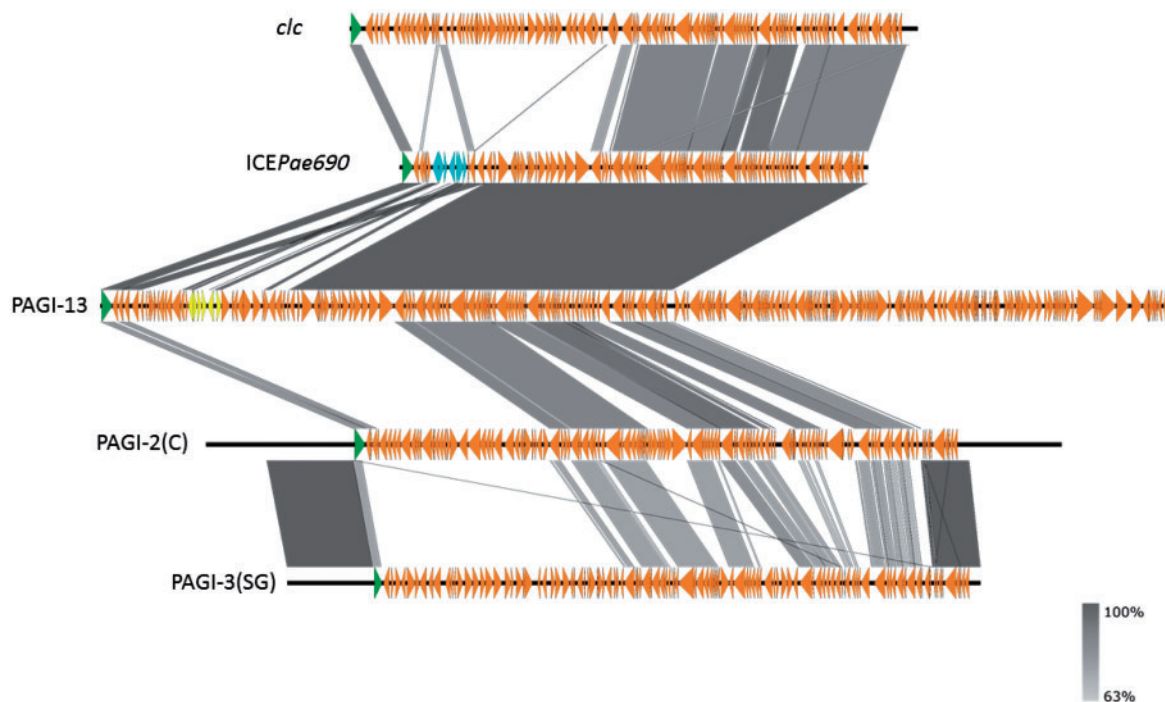 clc
ICEPae690
PAGI-13
PAGI-2(C)
PAGI-3(SG)
100%
63%